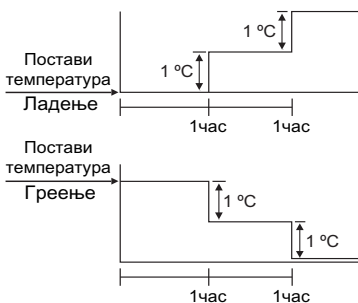 1 ºC
1 ºC
Постави
температура
Ладење
1час
1час
Постави
температура
Греење
1 ºC
1 ºC
1час
1час